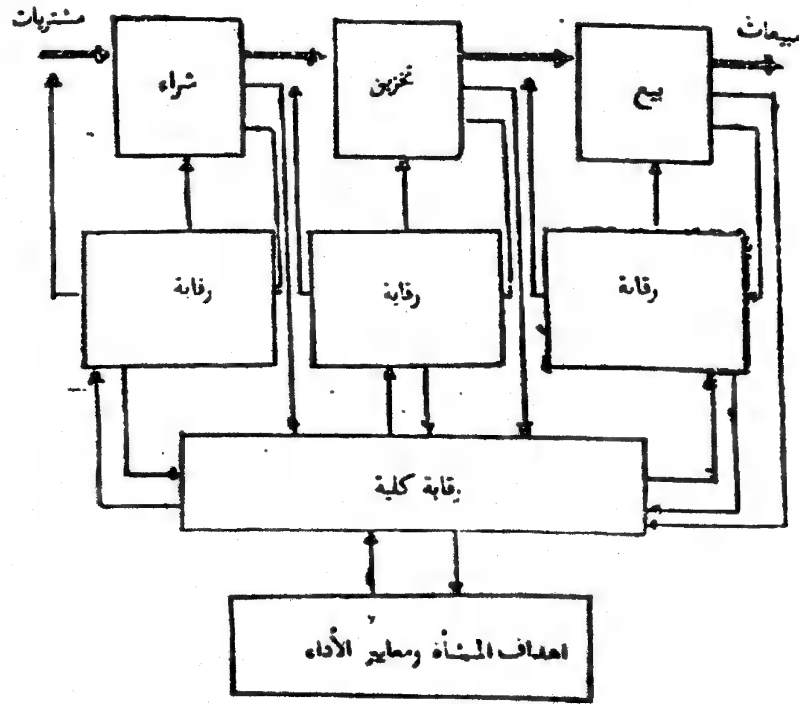 مشتريات
مبيعات
شراء
تخزين
بيع
رقابة
رقابة
رقابة
رقابة كلية
اهداف المنشأة ومعايير الأداء